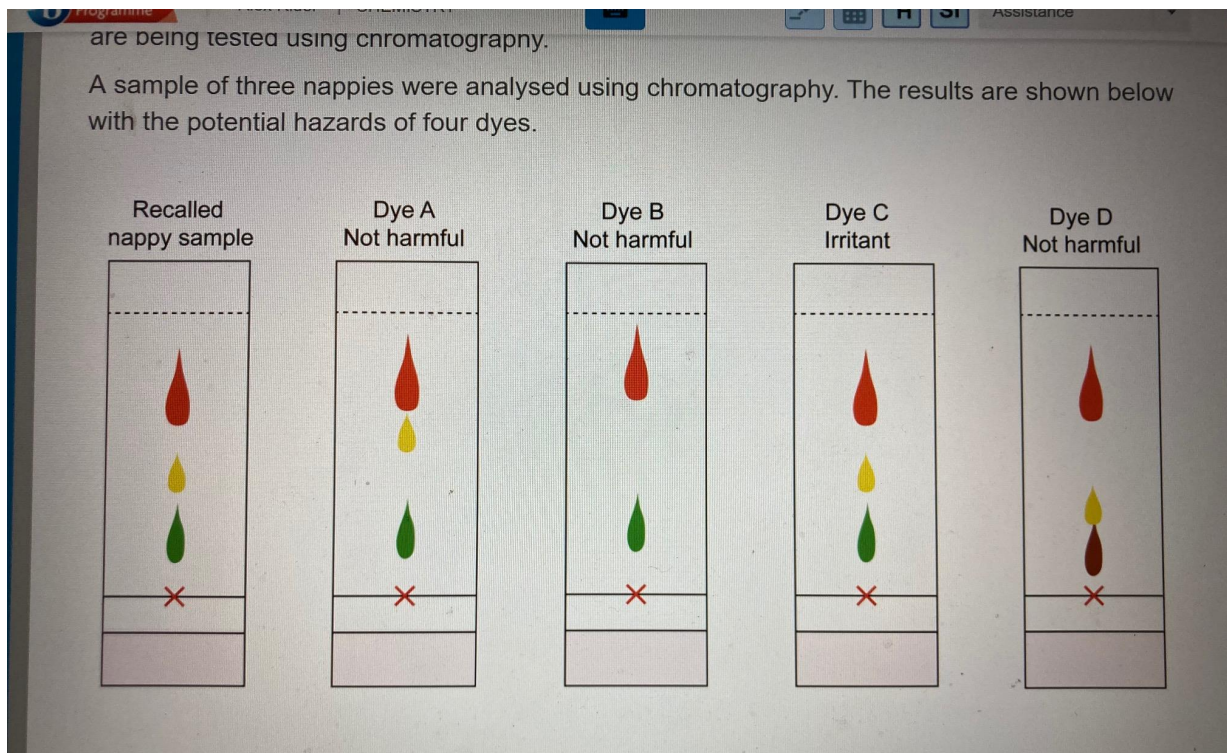 Programme
Assistance
are being tested using chromatography.
A sample of three nappies were analysed using chromatography. The results are shown below
with the potential hazards of four dyes.
Recalled
nappy sample
Dye A
Not harmful
Dye B
Not harmful
Dye C
Irritant
Dye D
Not harmful